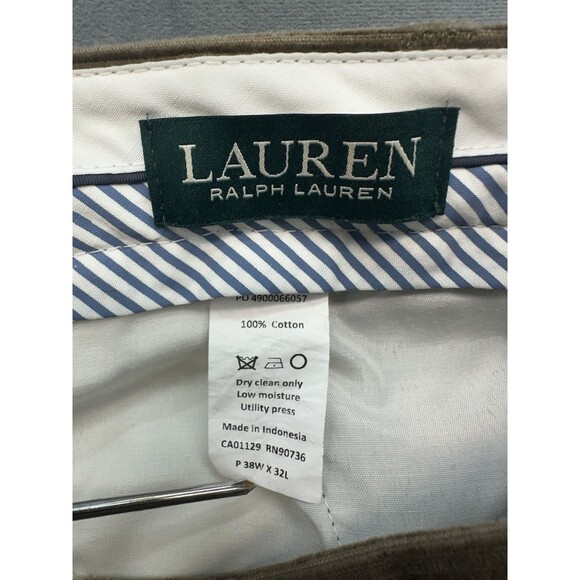 LAUREN
RALPH LAUREN
PO 4900066057
100% Cotton
Dry clean only
Low moisture
Utility press
Made in Indonesia
CA01129 RN90736
P 38W X 32L